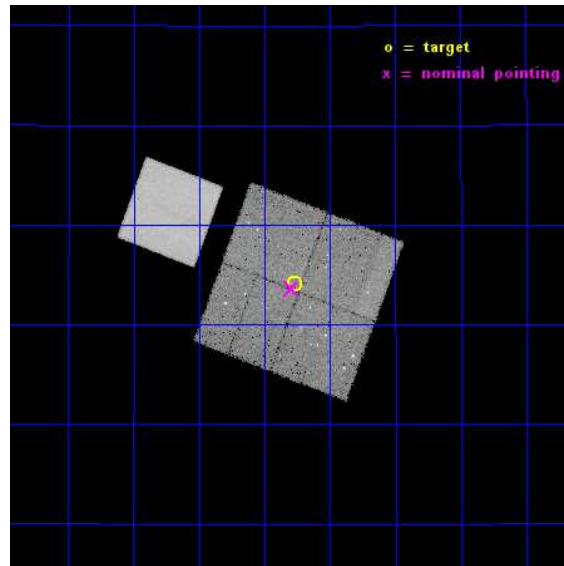 o = target
x = nominal pointing